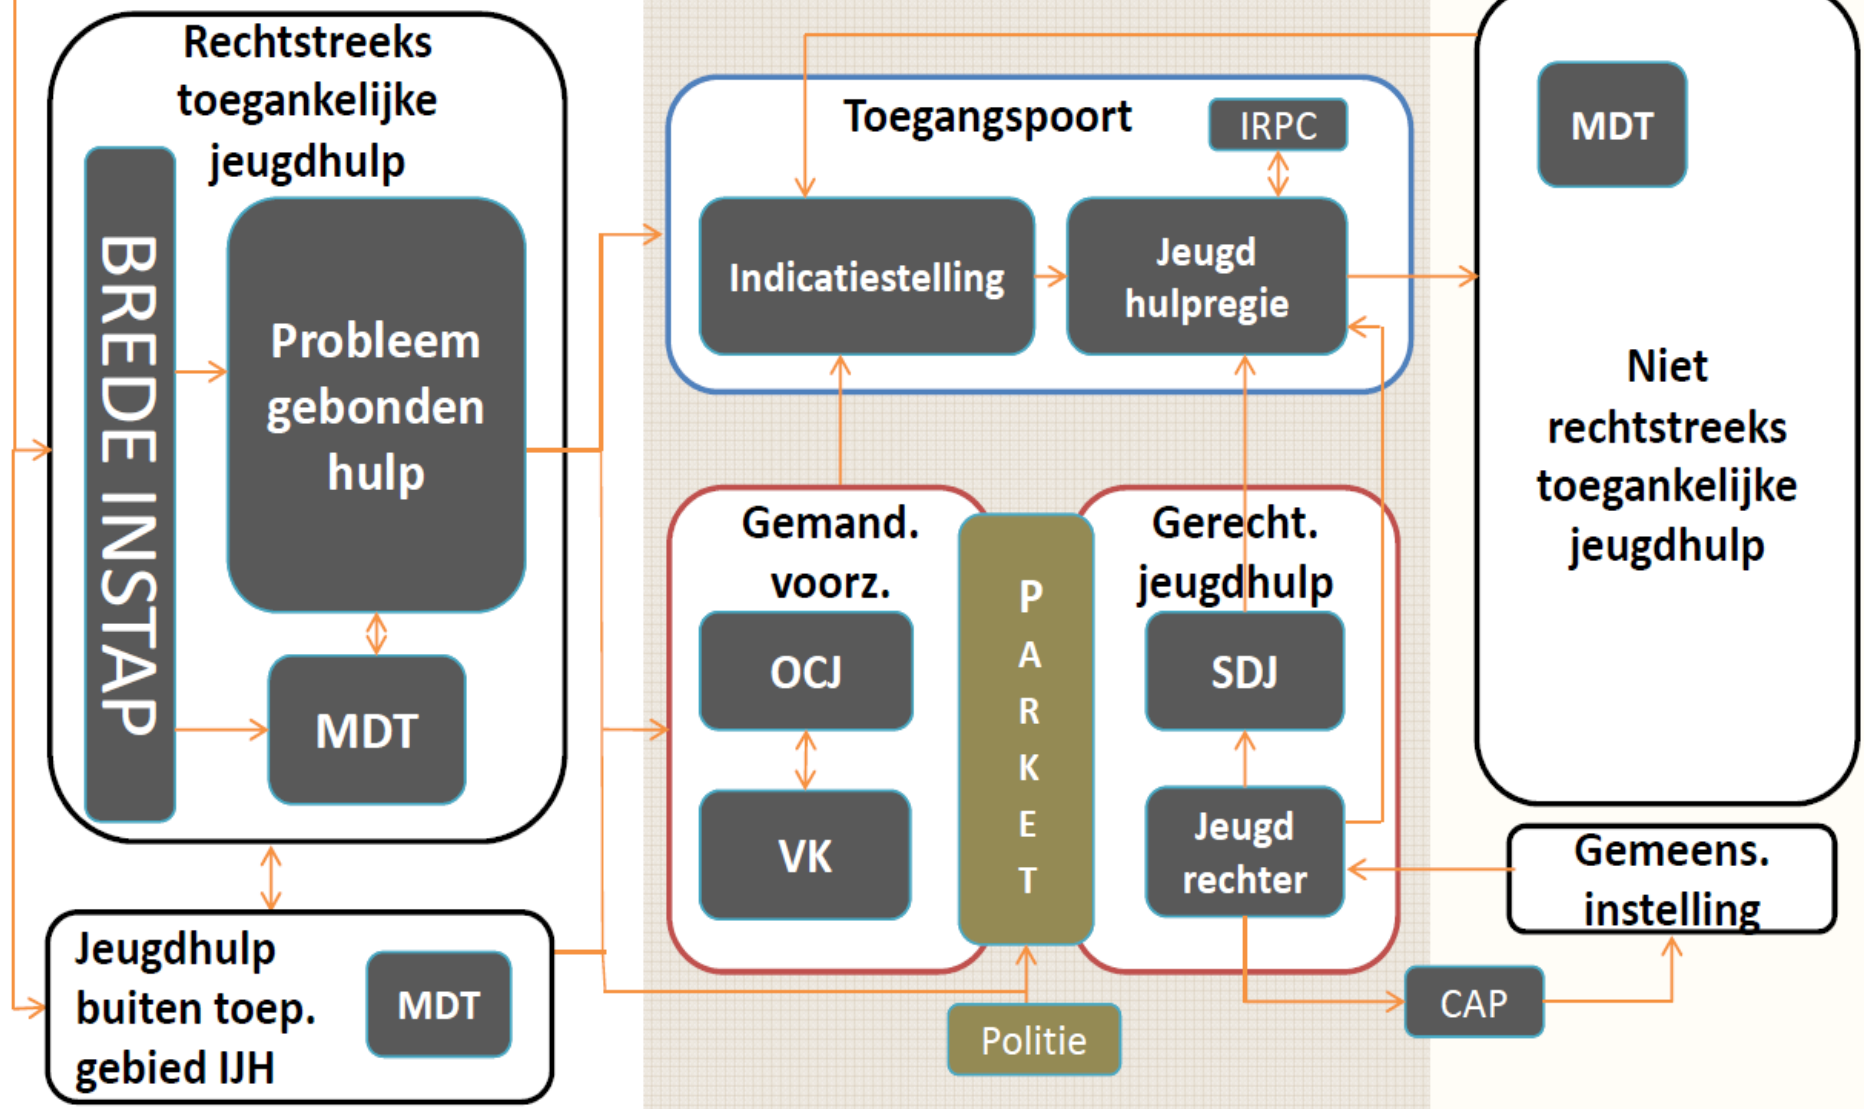 Rechtstreeks
toegankelijke
jeugdhulp
BREDE INSTAP
Probleem
gebonden
hulp
MDT
Jeugdhulp
buiten toep.
gebied IJH
MDT
Toegangspoort
IRPC
Indicatiestelling
Jeugd
hulpregie
Gemand.
voorz.
OCJ
VK
PARKET
Gerecht.
jeugdhulp
SDJ
Jeugd
rechter
Politie
CAP
MDT
Niet
rechtstreeks
toegankelijke
jeugdhulp
Gemeens.
instelling